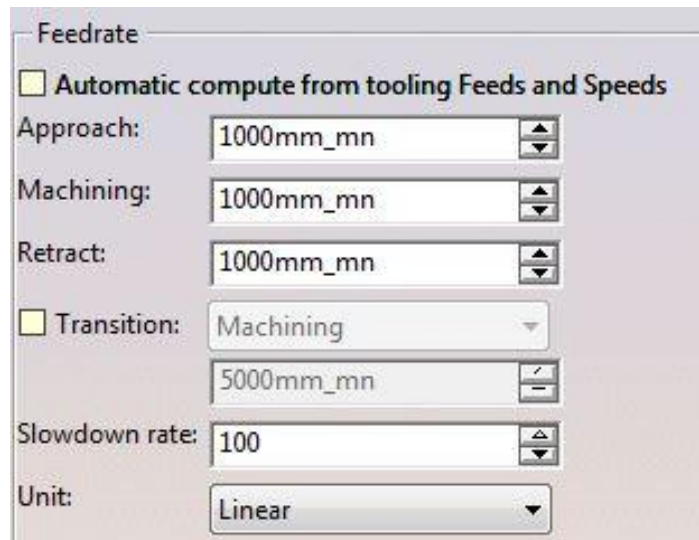 Feedrate
Automatic compute from tooling Feeds and Speeds
Approach: 1000mm_mn
Machining: 1000mm_mn
Retract: 1000mm_mn
Transition: Machining
5000mm_mn
Slowdown rate: 100
Unit: Linear